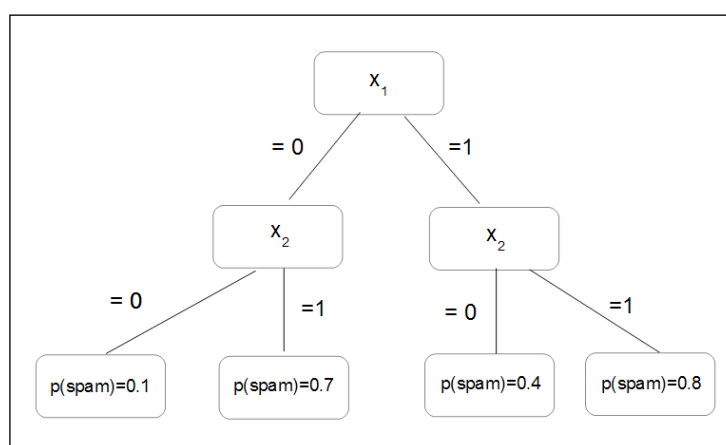 X₁
= 0
=1
X₂
X₂
= 0
=1
= 0
=1
p(spam)=0.1
p(spam)=0.7
p(spam)=0.4
p(spam)=0.8